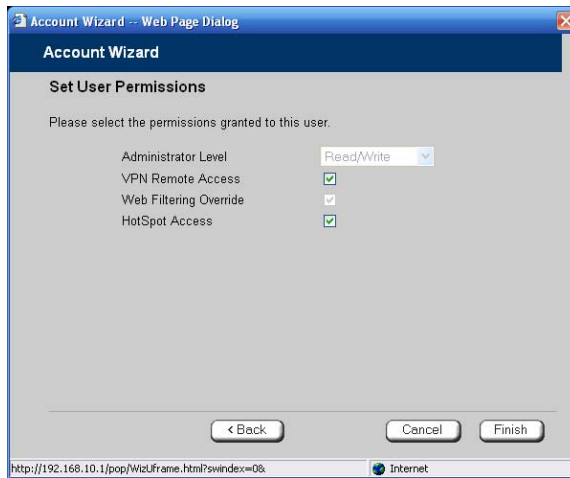 Account Wizard -- Web Page Dialog
Account Wizard
Set User Permissions
Please select the permissions granted to this user.
Administrator Level Read/Write
VPN Remote Access
Web Filtering Override
HotSpot Access
< Back Cancel Finish
http://192.168.10.1/pop/WizUframe.html?swindex=0& Internet